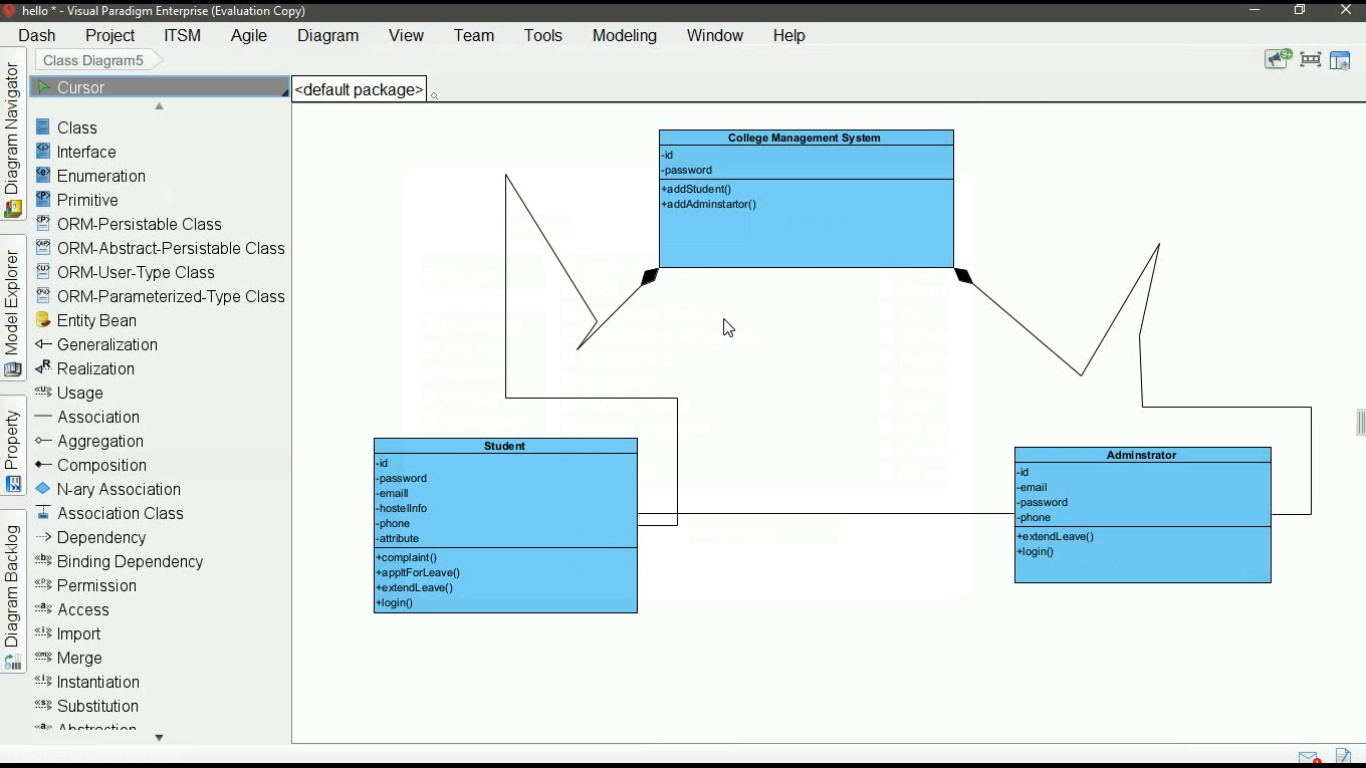 hello * - Visual Paradigm Enterprise (Evaluation Copy)
Dash Project ITSM Agile Diagram View Team Tools Modeling Window Help
Class Diagram5
Diagram Navigator
Model Explorer
Property
Diagram Backlog
Cursor
Class
Interface
Enumeration
Primitive
ORM-Persistable Class
ORM-Abstract-Persistable Class
ORM-User-Type Class
ORM-Parameterized-Type Class
Entity Bean
Generalization
Realization
Usage
Association
Aggregation
Composition
N-ary Association
Association Class
Dependency
Binding Dependency
Permission
Access
Import
Merge
Instantiation
Substitution
Abstraction
<default package>
College Management System
-id
-password
+addStudent()
+addAdminstartor()
Student
-id
-password
-emaill
-hostelInfo
-phone
-attribute
+complaint()
+appltForLeave()
+extendLeave()
+login()
Adminstrator
-id
-email
-password
-phone
+extendLeave()
+login()